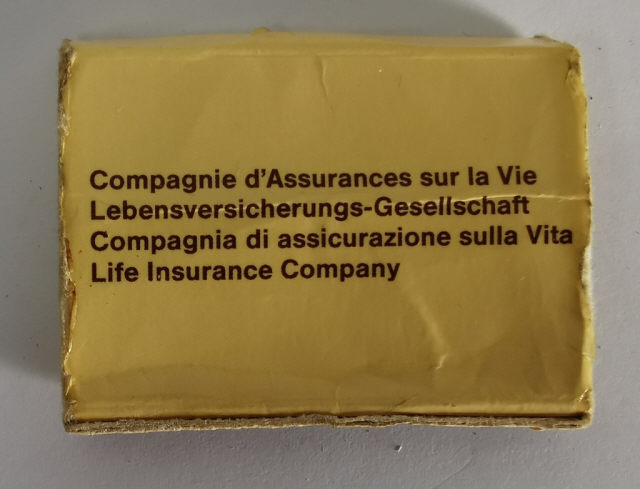 Compagnie d'Assurances sur la Vie
Lebensversicherungs-Gesellschaft
Compagnia di assicurazione sulla Vita
Life Insurance Company